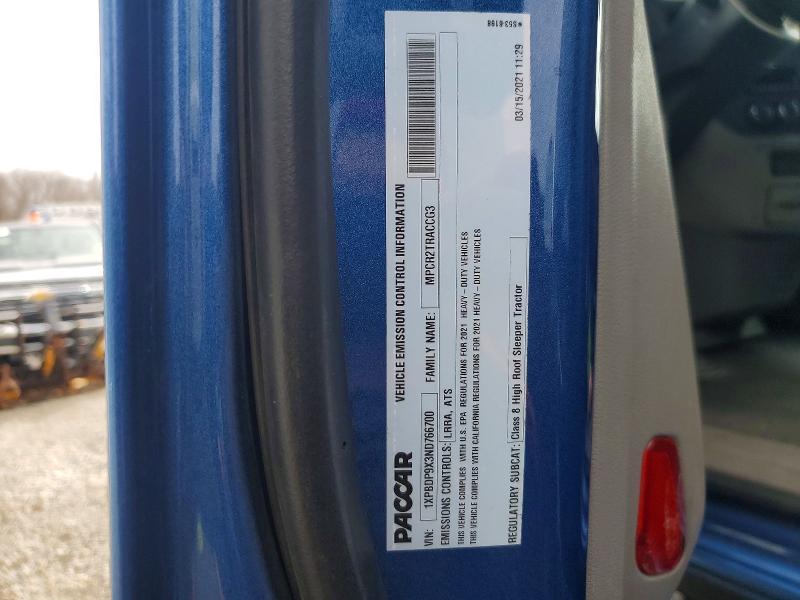 PACCAR VEHICLE EMISSION CONTROL INFORMATION
VIN: 1XPBDP9X3ND766700 FAMILY NAME: MPCR2TRACCG3
EMISSIONS CONTROLS: LRRA, ATS
THIS VEHICLE COMPLIES WITH U.S. EPA REGULATIONS FOR 2021 HEAVY-DUTY VEHICLES
THIS VEHICLE COMPLIES WITH CALIFORNIA REGULATIONS FOR 2021 HEAVY-DUTY VEHICLES
REGULATORY SUBCAT: Class 8 High Roof Sleeper Tractor 03/15/2021 11:29
* S53-6198